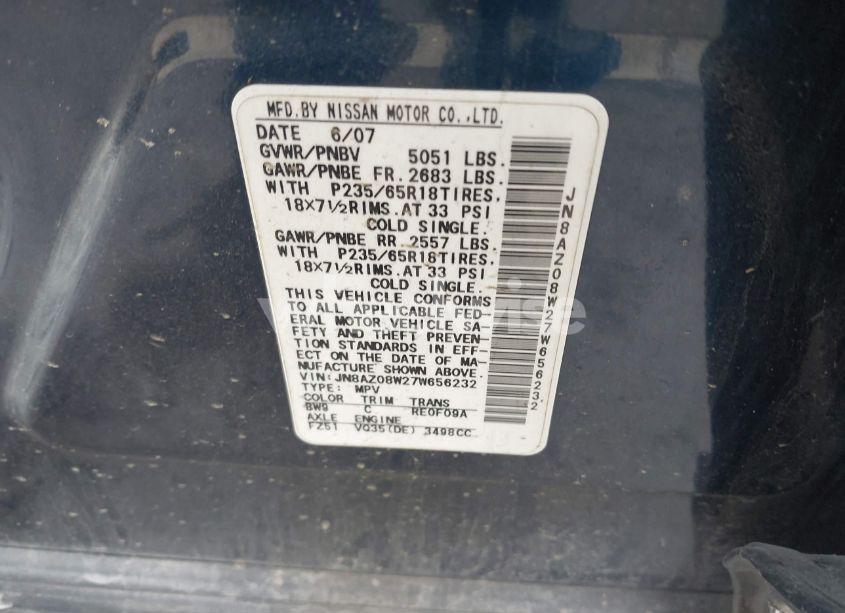 MFD.BY NISSAN MOTOR CO.,LTD.
DATE 6/07
GVWR/PNBV 5051 LBS.
GAWR/PNBE FR.2683 LBS.
WITH P235/65R18TIRES,
18X7½RIMS.AT 33 PSI
COLD SINGLE.
GAWR/PNBE RR.2557 LBS.
WITH P235/65R18TIRES,
18X7½RIMS.AT 33 PSI
COLD SINGLE.
THIS VEHICLE CONFORMS
TO ALL APPLICABLE FED-
ERAL MOTOR VEHICLE SA-
FETY AND THEFT PREVEN-
TION STANDARDS IN EFF-
ECT ON THE DATE OF MA-
NUFACTURE SHOWN ABOVE.
VIN:JN8AZ08W27W656232
TYPE: MPV
COLOR TRIM TRANS
BW9 C RE0F09A
AXLE ENGINE
FZ51 VQ35(DE) 3498CC
JN8AZ08W27W656232